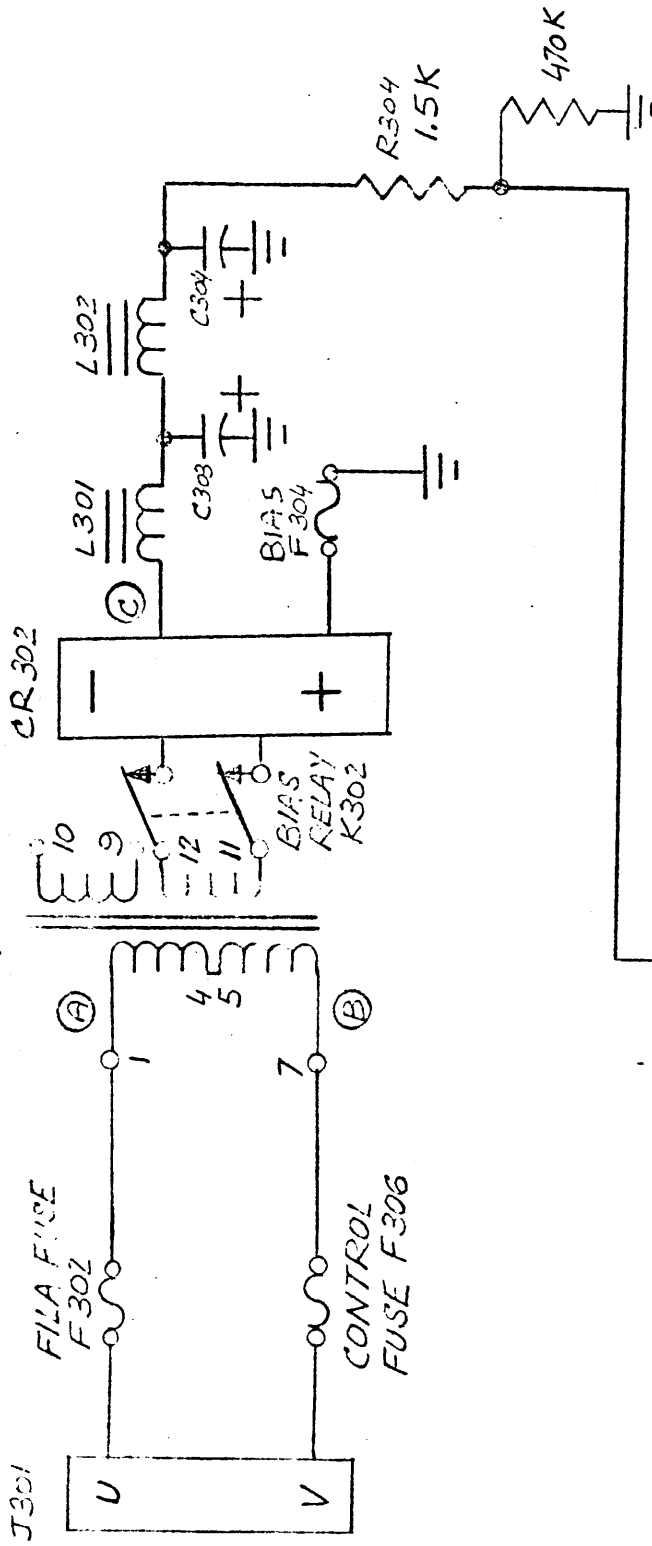 J301
U
V
FILA FUSE
F302
CONTROL
FUSE F306
A
1
4
5
7
B
10
9
12
11
BIAS
RELAY
K302
CR302
−
+
C
L301
C303
+
BIAS
F304
L302
C304
+
R304
1.5K
470K